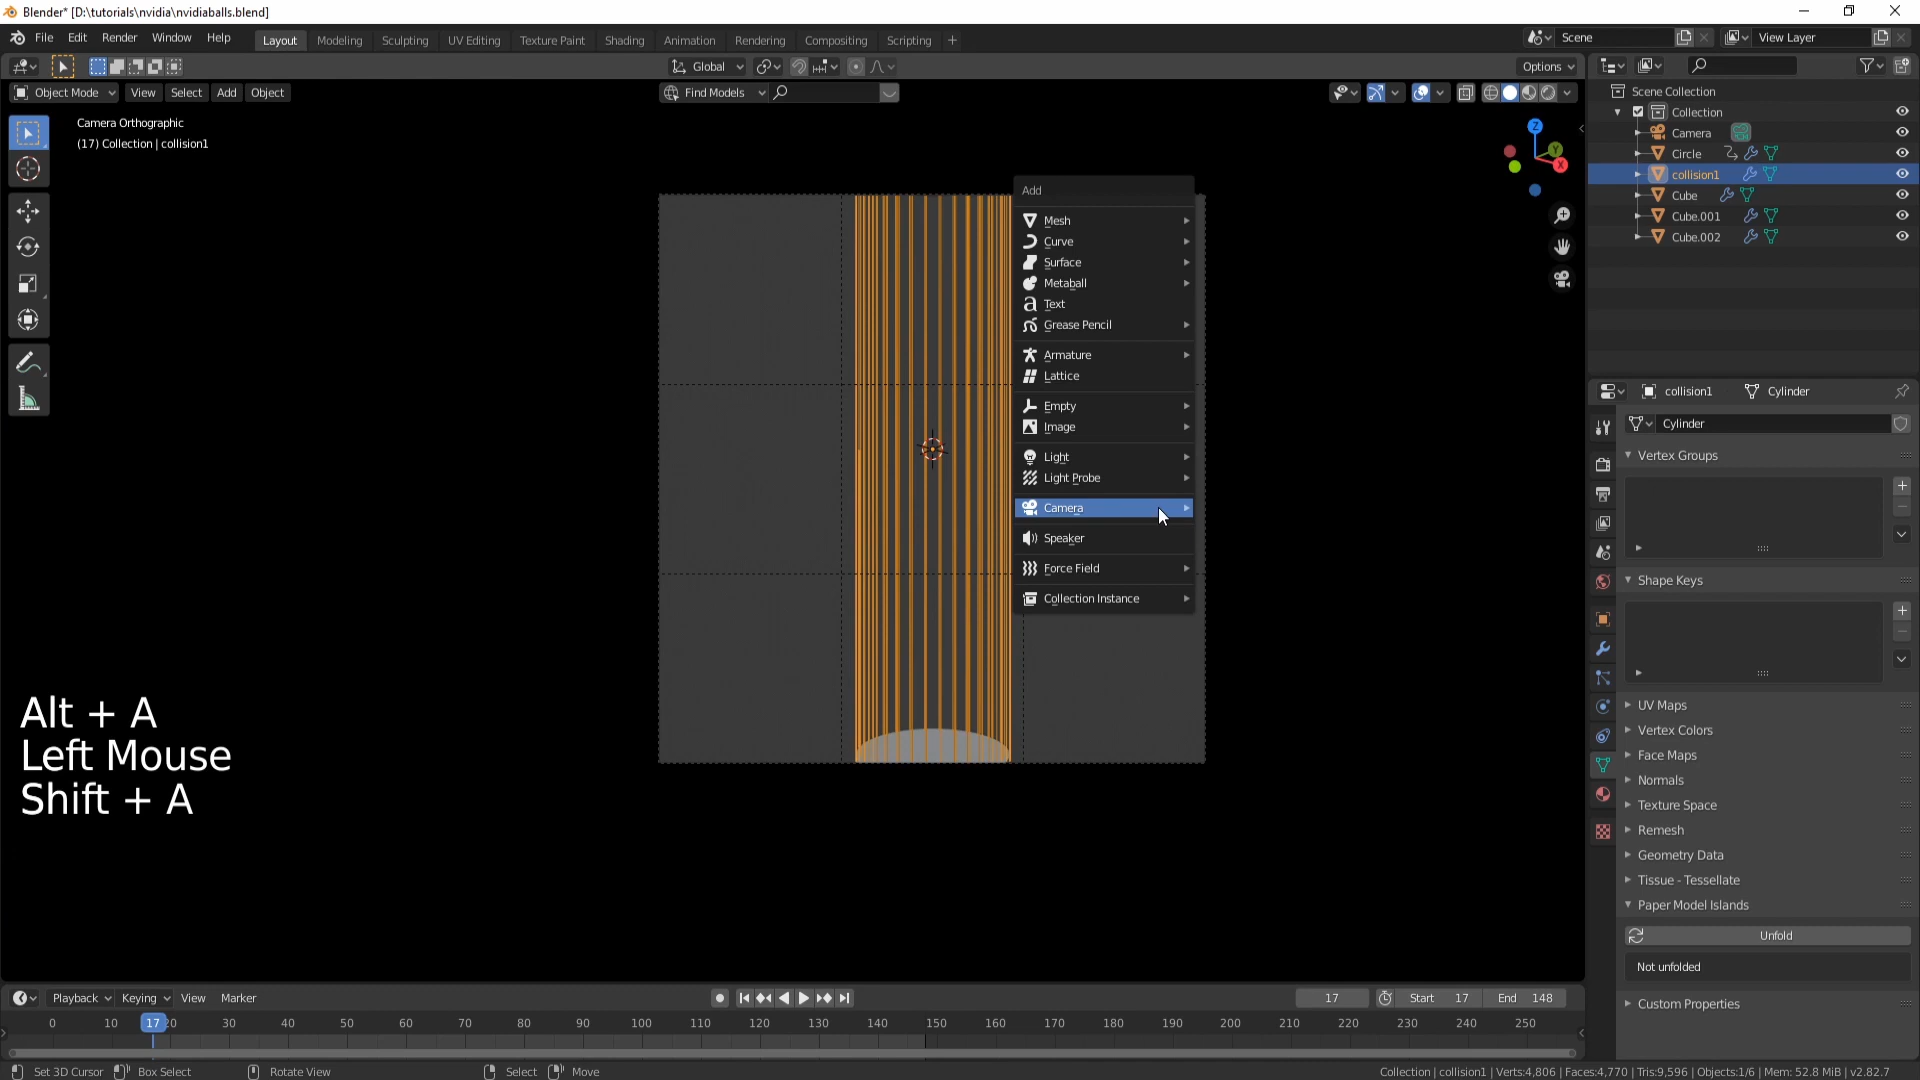 Blender* [D:\tutorials\nvidia\nvidiaballs.blend]
File Edit Render Window Help Layout Modeling Sculpting UV Editing Texture Paint Shading Animation Rendering Compositing Scripting + Scene View Layer
Global Options
Object Mode View Select Add Object Find Models
Camera Orthographic
(17) Collection | collision1
Z
Y
X
Add
Mesh
Curve
Surface
Metaball
Text
Grease Pencil
Armature
Lattice
Empty
Image
Light
Light Probe
Camera
Speaker
Force Field
Collection Instance
Alt + A
Left Mouse
Shift + A
Scene Collection
Collection
Camera
Circle
collision1
Cube
Cube.001
Cube.002
collision1 Cylinder
Cylinder
Vertex Groups
Shape Keys
UV Maps
Vertex Colors
Face Maps
Normals
Texture Space
Remesh
Geometry Data
Tissue - Tessellate
Paper Model Islands
Unfold
Not unfolded
Custom Properties
Playback Keying View Marker 17 Start 17 End 148
0 10 17 20 30 40 50 60 70 80 90 100 110 120 130 140 150 160 170 180 190 200 210 220 230 240 250
Set 3D Cursor Box Select Rotate View Select Move Collection | collision1 | Verts:4,806 | Faces:4,770 | Tris:9,596 | Objects:1/6 | Mem: 52.8 MiB | v2.82.7